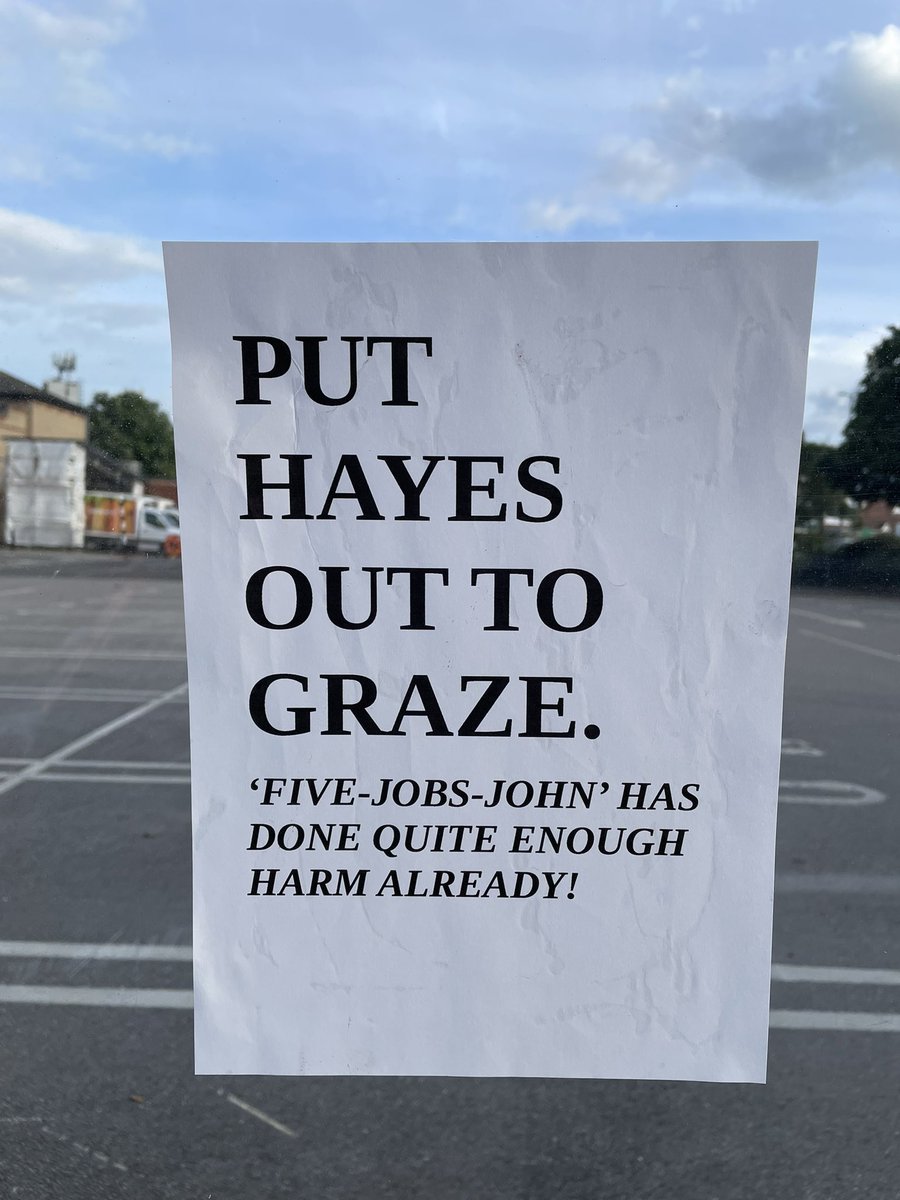 PUT
HAYES
OUT TO
GRAZE.
‘FIVE-JOBS-JOHN’ HAS
DONE QUITE ENOUGH
HARM ALREADY!